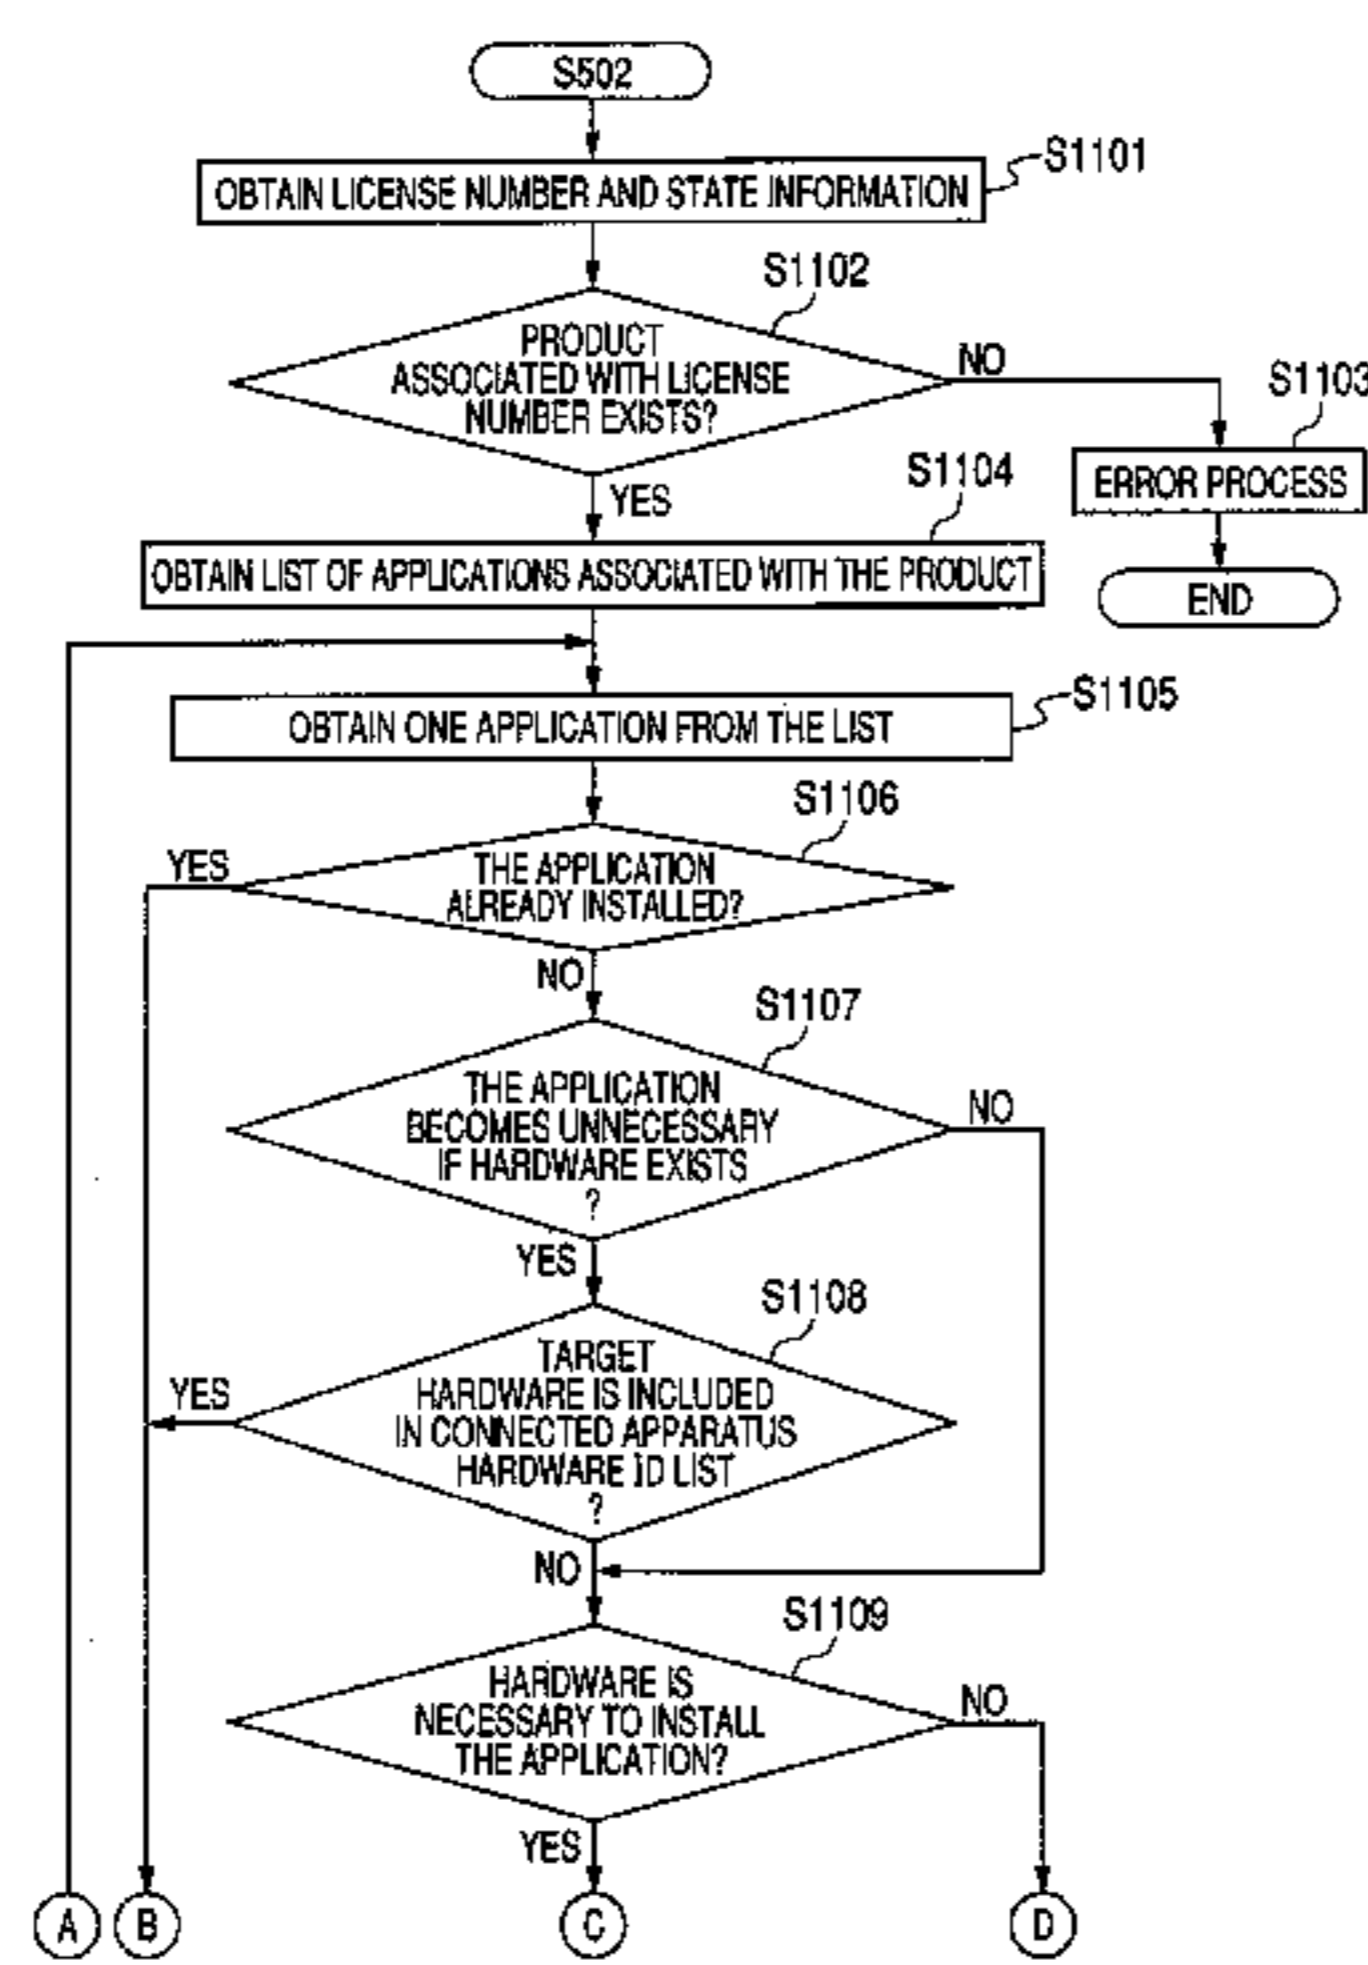 S502
S1101
OBTAIN LICENSE NUMBER AND STATE INFORMATION
S1102
PRODUCT
ASSOCIATED WITH LICENSE
NUMBER EXISTS?
NO
S1103
ERROR PROCESS
END
YES
S1104
OBTAIN LIST OF APPLICATIONS ASSOCIATED WITH THE PRODUCT
S1105
OBTAIN ONE APPLICATION FROM THE LIST
S1106
YES
THE APPLICATION
ALREADY INSTALLED?
NO
S1107
THE APPLICATION
BECOMES UNNECESSARY
IF HARDWARE EXISTS
?
NO
YES
S1108
YES
TARGET
HARDWARE IS INCLUDED
IN CONNECTED APPARATUS
HARDWARE ID LIST
?
NO
S1109
HARDWARE IS
NECESSARY TO INSTALL
THE APPLICATION?
NO
YES
A
B
C
D